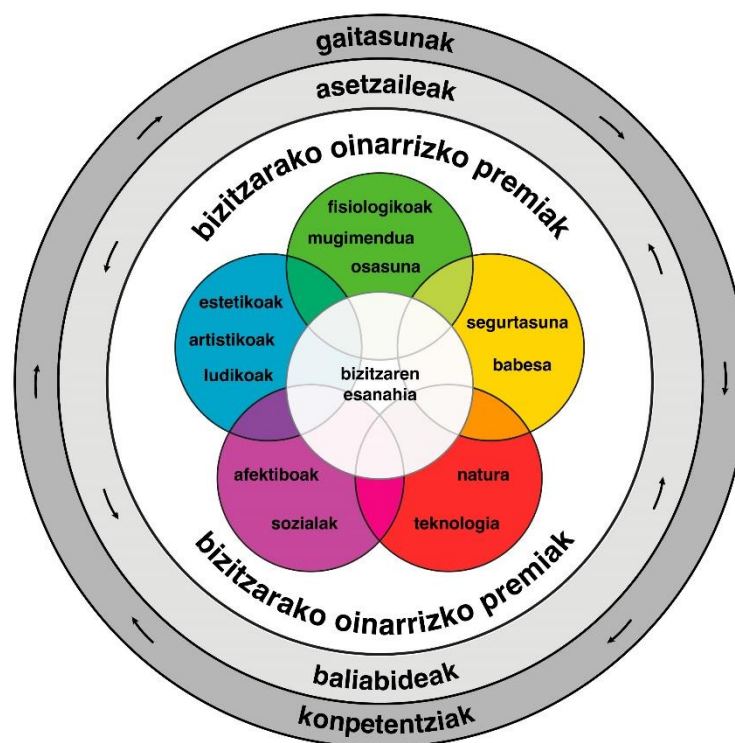 gaitasunak
asetzaileak
bizitzarako oinarrizko premiak
fisiologikoak
mugimendua
osasuna
estetikoak
artistikoak
ludikoak
segurtasuna
babesa
bizitzaren
esanahia
afektiboak
sozialak
natura
teknologia
bizitzarako oinarrizko premiak
baliabideak
konpetentziak